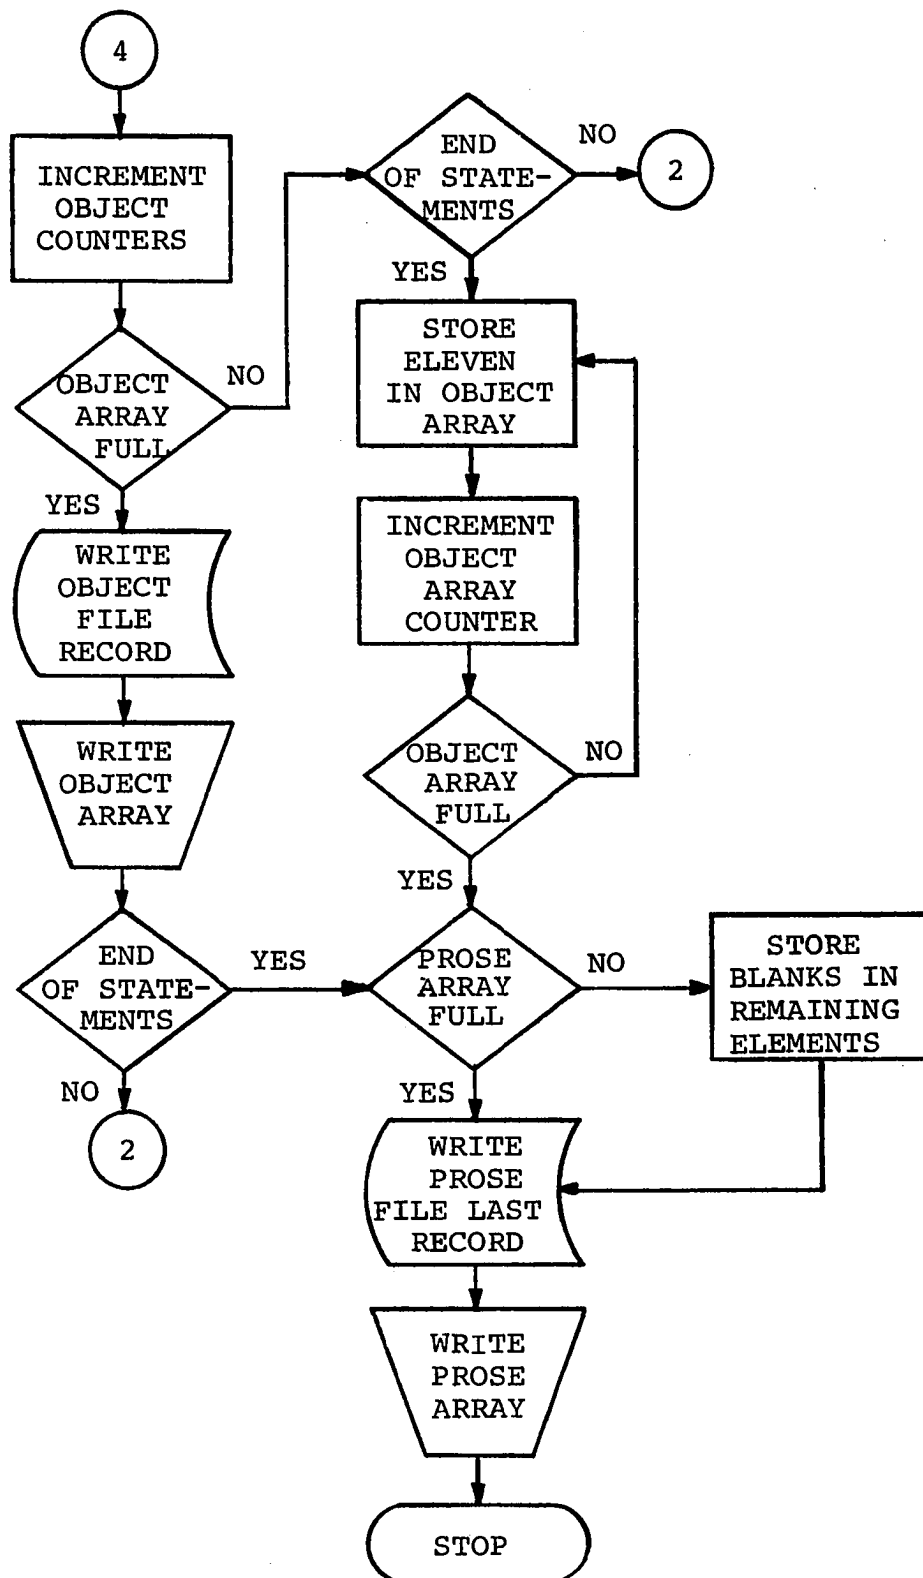 4
INCREMENT
OBJECT
COUNTERS
OBJECT
ARRAY
FULL
NO
YES
WRITE
OBJECT
FILE
RECORD
WRITE
OBJECT
ARRAY
END
OF STATE-
MENTS
YES
NO
2
END
OF STATE-
MENTS
NO
2
YES
STORE
ELEVEN
IN OBJECT
ARRAY
INCREMENT
OBJECT
ARRAY
COUNTER
OBJECT
ARRAY
FULL
NO
YES
PROSE
ARRAY
FULL
NO
STORE
BLANKS IN
REMAINING
ELEMENTS
YES
WRITE
PROSE
FILE LAST
RECORD
WRITE
PROSE
ARRAY
STOP